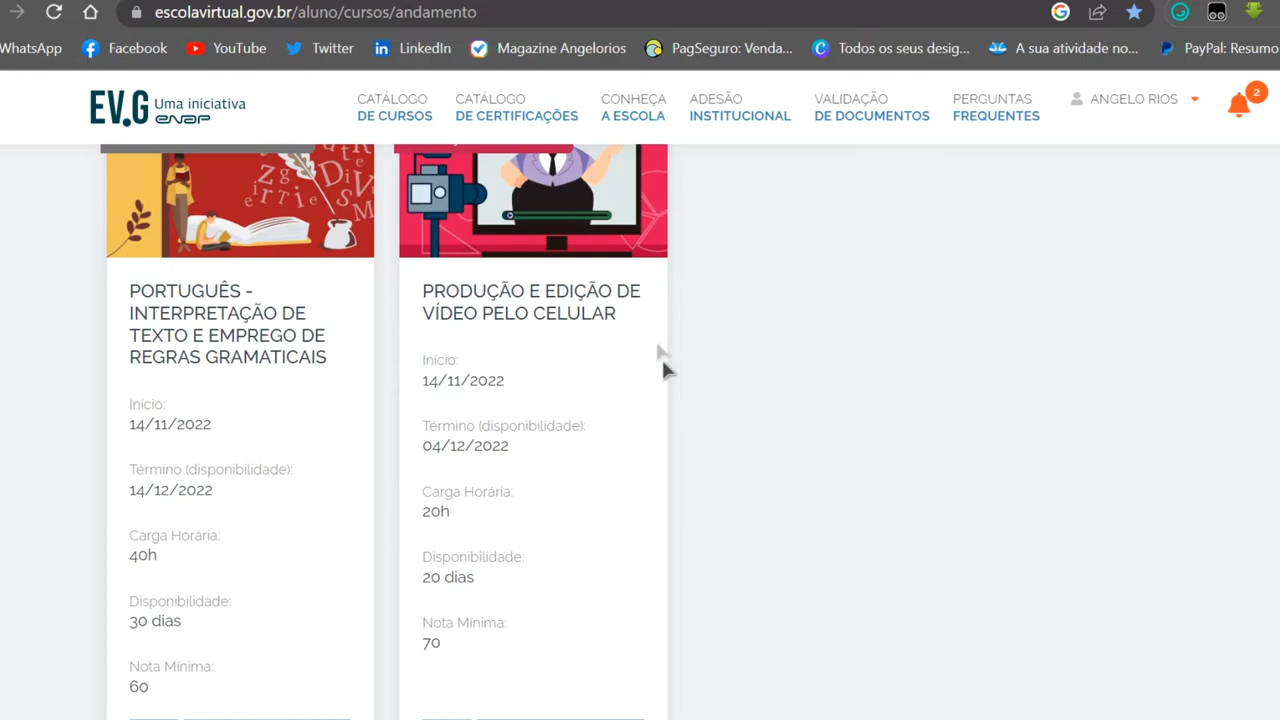 escolavirtual.gov.br/aluno/cursos/andamento
WhatsApp Facebook YouTube Twitter LinkedIn Magazine Angelorios PagSeguro: Venda... Todos os seus desig... A sua atividade no... PayPal: Resumo
EV.G Uma iniciativa enap
CATÁLOGO DE CURSOS
CATÁLOGO DE CERTIFICAÇÕES
CONHEÇA A ESCOLA
ADESÃO INSTITUCIONAL
VALIDAÇÃO DE DOCUMENTOS
PERGUNTAS FREQUENTES
ANGELO RIOS
2
PORTUGUÊS -
INTERPRETAÇÃO DE
TEXTO E EMPREGO DE
REGRAS GRAMATICAIS
Início:
14/11/2022
Término (disponibilidade):
14/12/2022
Carga Horária:
40h
Disponibilidade:
30 dias
Nota Mínima:
60
PRODUÇÃO E EDIÇÃO DE
VÍDEO PELO CELULAR
Início:
14/11/2022
Término (disponibilidade):
04/12/2022
Carga Horária:
20h
Disponibilidade:
20 dias
Nota Mínima:
70